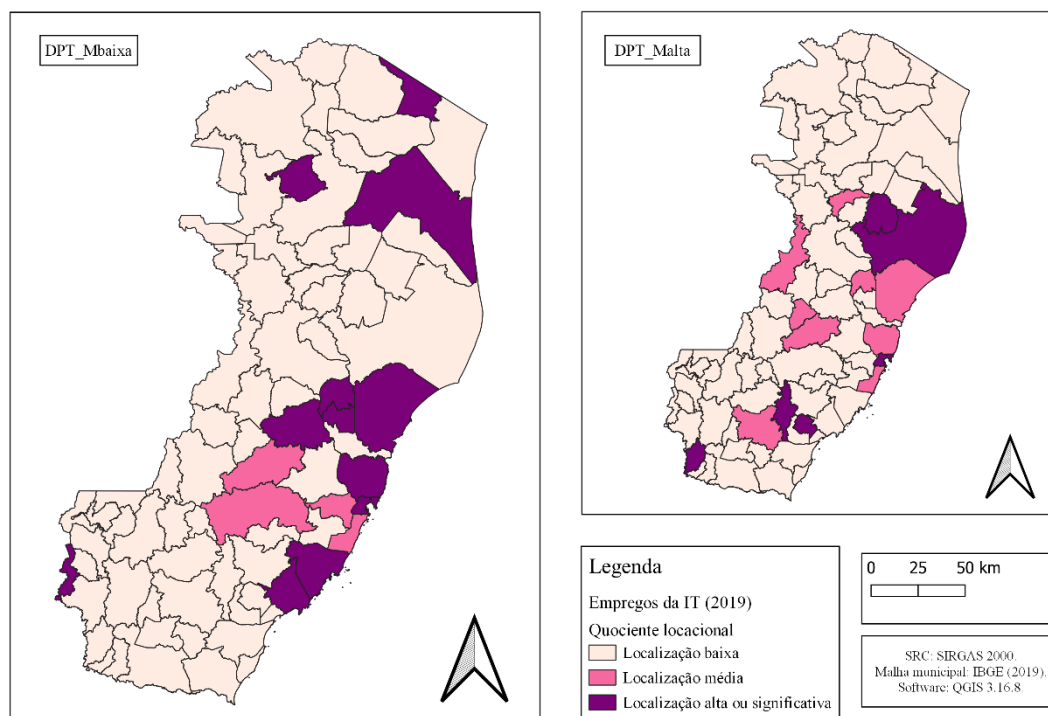 DPT_Mbaixa
DPT_Malta
Legenda
Empregos da IT (2019)
Quociente locacional
Localização baixa
Localização média
Localização alta ou significativa
0 25 50 km
SRC: SIRGAS 2000.
Malha municipal: IBGE (2019).
Software: QGIS 3.16.8.